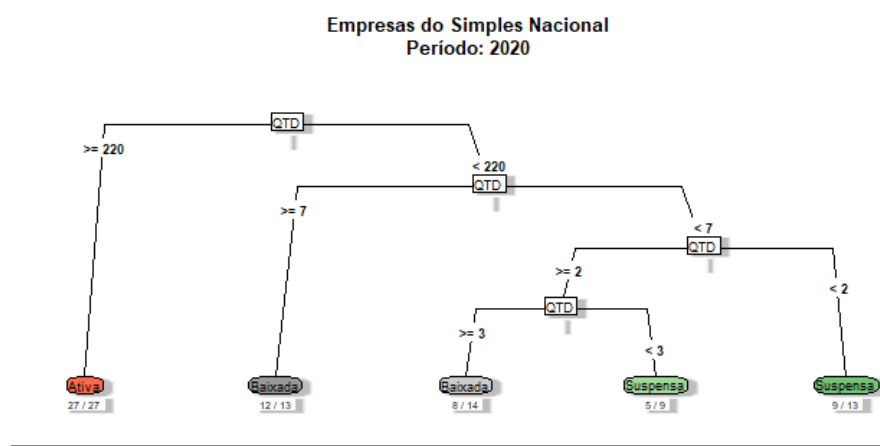 Empresas do Simples Nacional
Período: 2020
QTD
>= 220
< 220
QTD
>= 7
< 7
QTD
>= 2
< 2
QTD
>= 3
< 3
Ativa
Baixada
Baixada
Suspensa
Suspensa
27 / 27
12 / 13
8 / 14
5 / 9
9 / 13